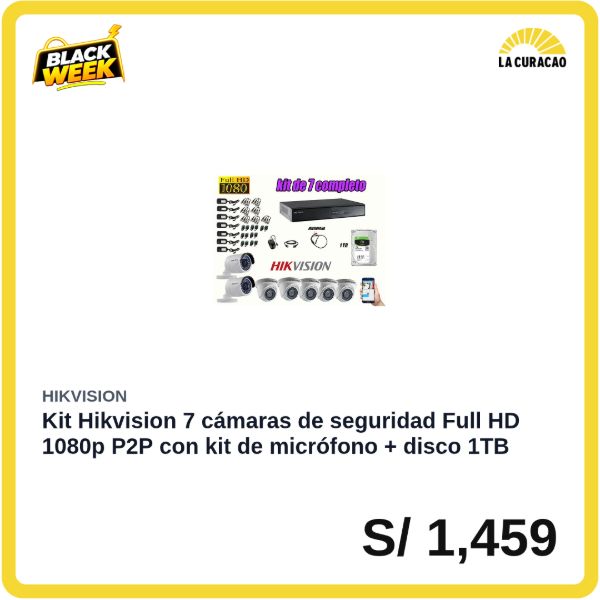 BLACK
WEEK
LA CURACAO
Full HD
1080
kit de 7 completo
1TB
HIKVISION
HIKVISION
Kit Hikvision 7 cámaras de seguridad Full HD
1080p P2P con kit de micrófono + disco 1TB
S/ 1,459